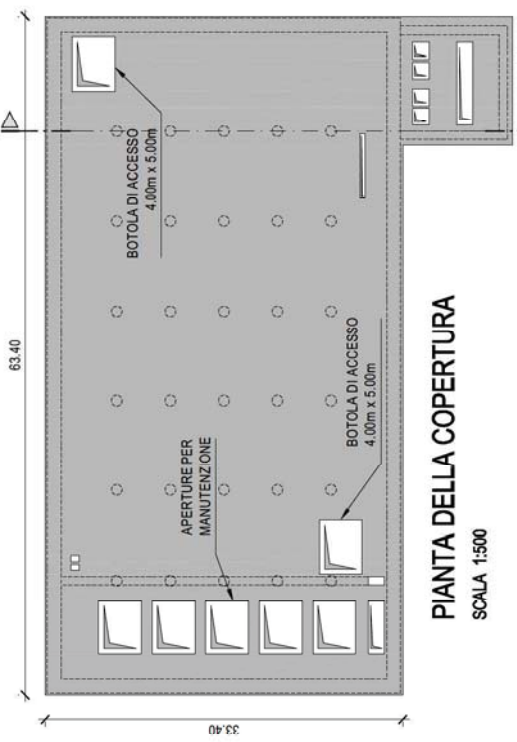 63.40
33.40
BOTOLA DI ACCESSO
4.00m x 5.00m
APERTURE PER
MANUTENZIONE
BOTOLA DI ACCESSO
4.00m x 5.00m
PIANTA DELLA COPERTURA
SCALA 1:500